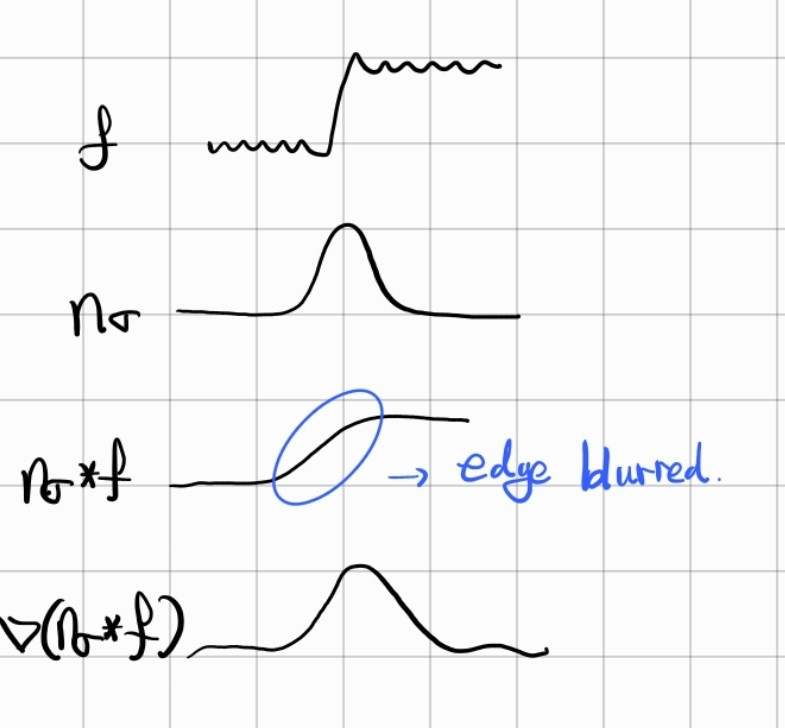 f
nσ
nσ*f → edge blurred.
∇(nσ*f)